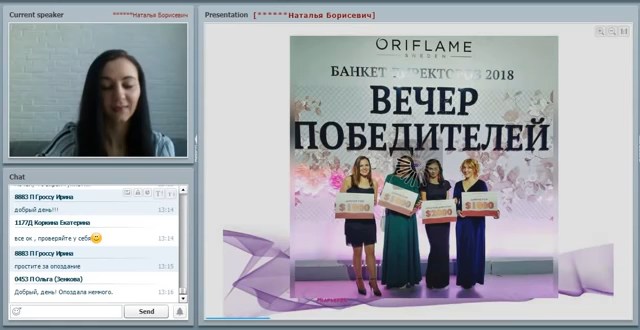 Current speaker
******Наталья Борисевич
Presentation
[******Наталья Борисевич]
ORIFLAME
SWEDEN
БАНКЕТ ДИРЕКТОРОВ 2018
ВЕЧЕР
ПОБЕДИТЕЛЕЙ
$1000
$2000
Chat
8883 П Гроссу Ирина
добрый день!!!
13:14
1177Д Коркина Екатерина
все ок , проверяйте у себя
13:14
8883 П Гроссу Ирина
простите за опоздание
13:15
0453 П Ольга (Зенкова)
Добрый, день! Опоздала немного.
13:16
Send